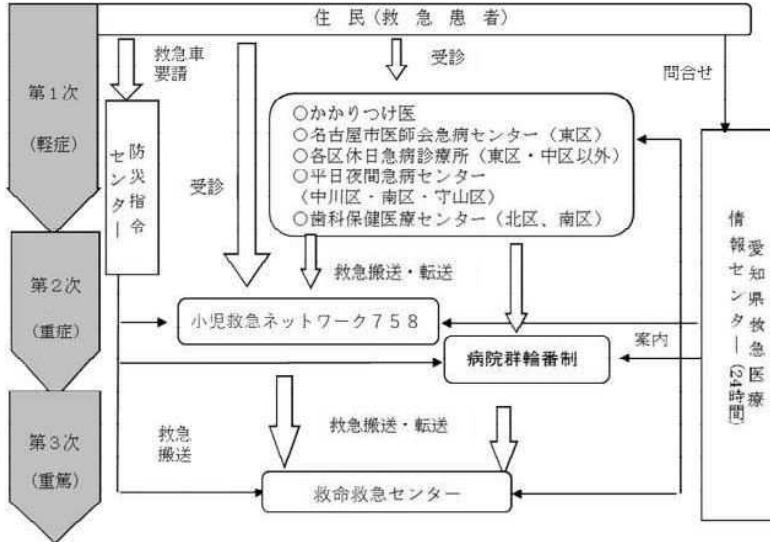 住民(救急患者)
救急車
要請
受診
問合せ
第1次
(軽症)
防災指令
センター
受診
○かかりつけ医
○名古屋市医師会急病センター(東区)
○各区休日急病診療所(東区・中区以外)
○平日夜間急病センター
(中川区・南区・守山区)
○歯科保健医療センター(北区、南区)
愛知県救急医療
情報センター(24時間)
第2次
(重症)
救急搬送・転送
小児救急ネットワーク758
案内
病院群輪番制
第3次
(重篤)
救急
搬送
救急搬送・転送
救命救急センター